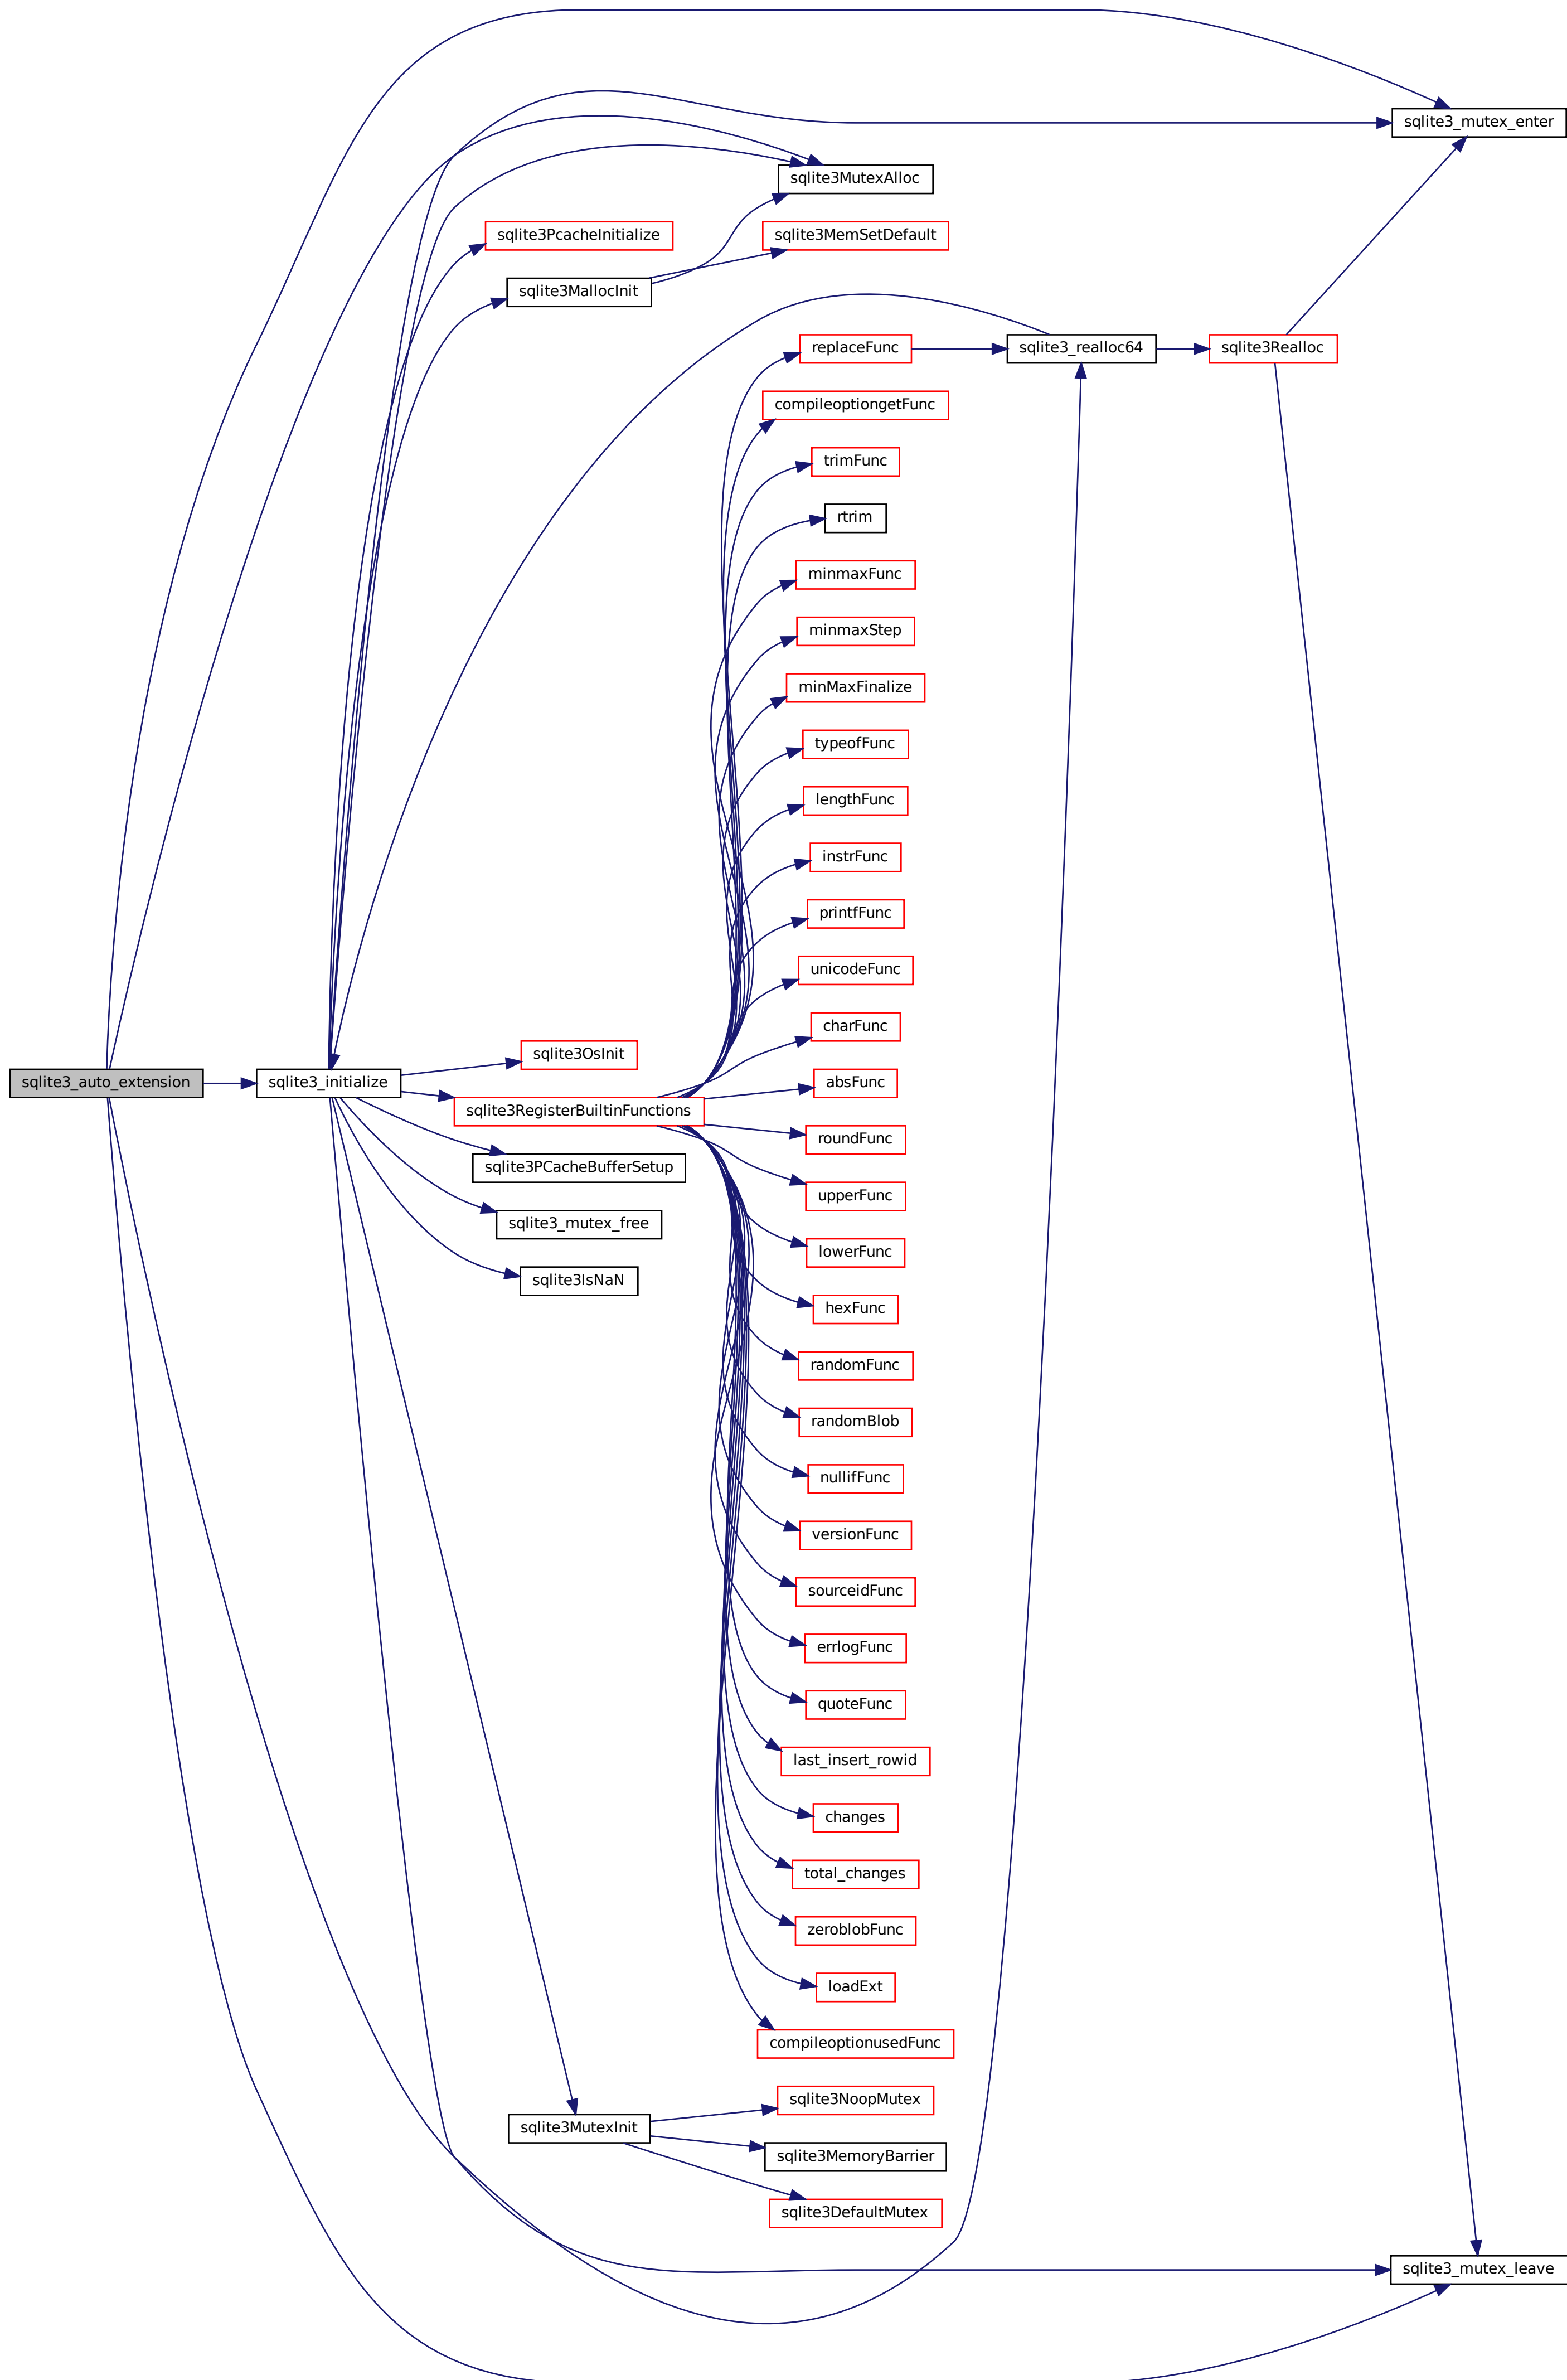 sqlite3_mutex_enter
sqlite3MutexAlloc
sqlite3PcacheInitialize
sqlite3MemSetDefault
sqlite3MallocInit
replaceFunc
sqlite3_realloc64
sqlite3Realloc
compileoptiongetFunc
trimFunc
rtrim
minmaxFunc
minmaxStep
minMaxFinalize
typeofFunc
lengthFunc
instrFunc
printfFunc
unicodeFunc
charFunc
sqlite3OsInit
sqlite3_auto_extension
sqlite3_initialize
absFunc
sqlite3RegisterBuiltinFunctions
roundFunc
sqlite3PCacheBufferSetup
upperFunc
sqlite3_mutex_free
lowerFunc
sqlite3IsNaN
hexFunc
randomFunc
randomBlob
nullifFunc
versionFunc
sourceidFunc
errlogFunc
quoteFunc
last_insert_rowid
changes
total_changes
zeroblobFunc
loadExt
compileoptionusedFunc
sqlite3NoopMutex
sqlite3MutexInit
sqlite3MemoryBarrier
sqlite3DefaultMutex
sqlite3_mutex_leave